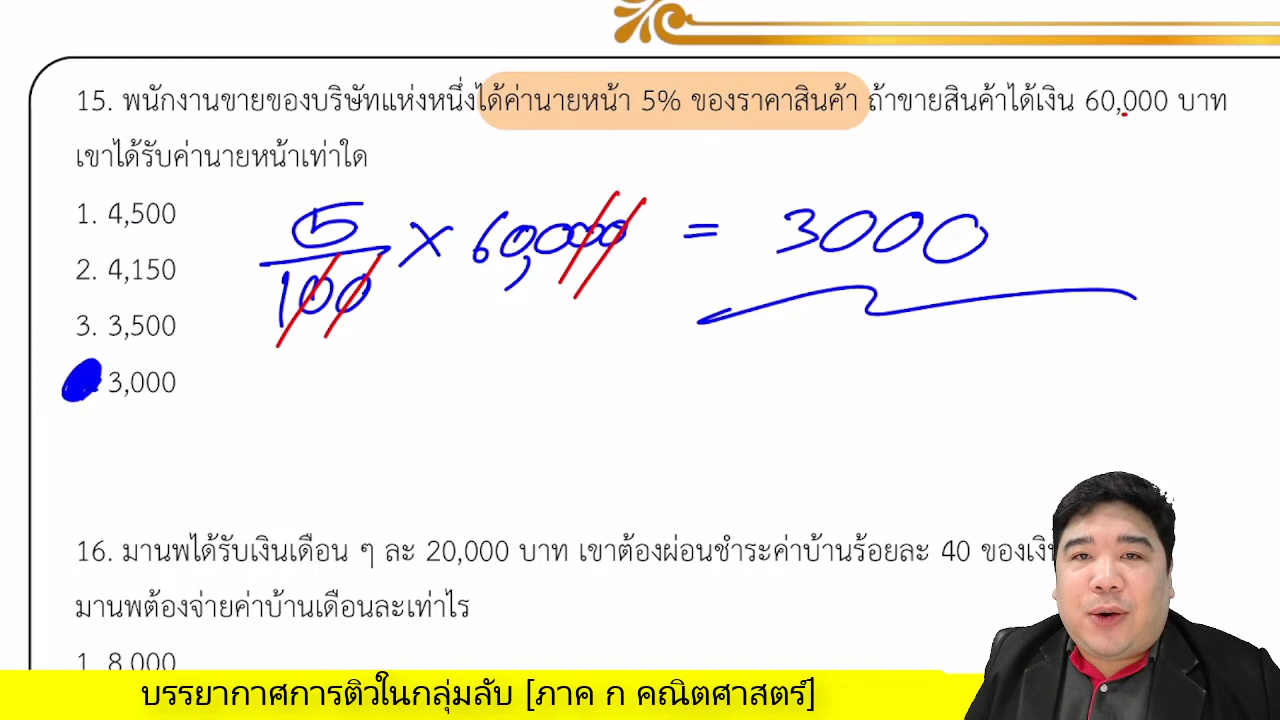 15. พนักงานขายของบริษัทแห่งหนึ่งได้ค่านายหน้า 5% ของราคาสินค้า ถ้าขายสินค้าได้เงิน 60,000 บาท
เขาได้รับค่านายหน้าเท่าใด
1. 4,500
2. 4,150
3. 3,500
3,000
5/100 × 60,000 = 3000
16. มานพได้รับเงินเดือน ๆ ละ 20,000 บาท เขาต้องผ่อนชำระค่าบ้านร้อยละ 40 ของเงิน
มานพต้องจ่ายค่าบ้านเดือนละเท่าไร
1. 8,000
บรรยากาศการติวในกลุ่มลับ [ภาค ก คณิตศาสตร์]